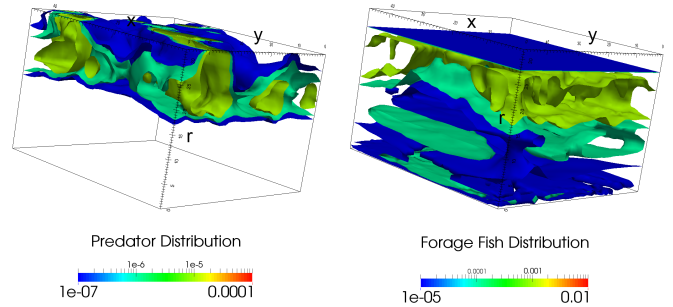 x
y
r
x
y
r
Predator Distribution
Forage Fish Distribution
1e-6 1e-5
1e-07 0.0001
0.0001 0.001
1e-05 0.01